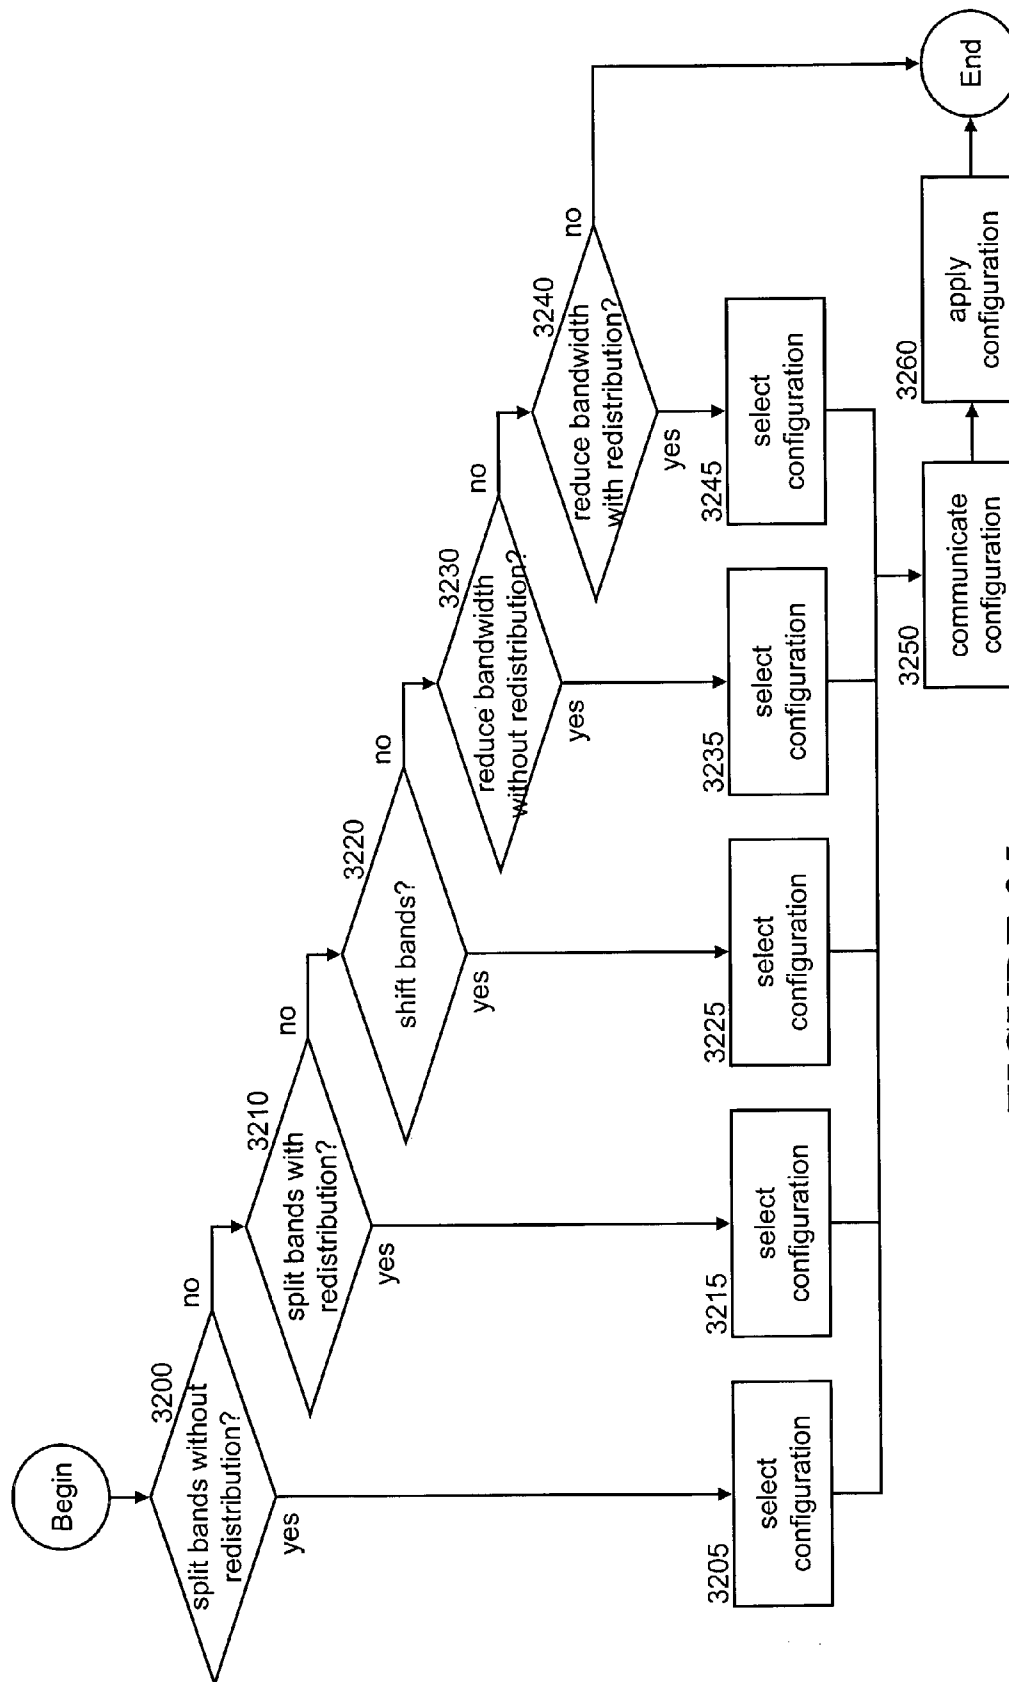 Begin
3200
split bands without
redistribution?
no
yes
3205
select
configuration
3210
split bands with
redistribution?
no
yes
3215
select
configuration
3220
shift bands?
no
yes
3225
select
configuration
3230
reduce bandwidth
without redistribution?
no
yes
3235
select
configuration
3240
reduce bandwidth
with redistribution?
no
yes
3245
select
configuration
3250
communicate
configuration
3260
apply
configuration
End